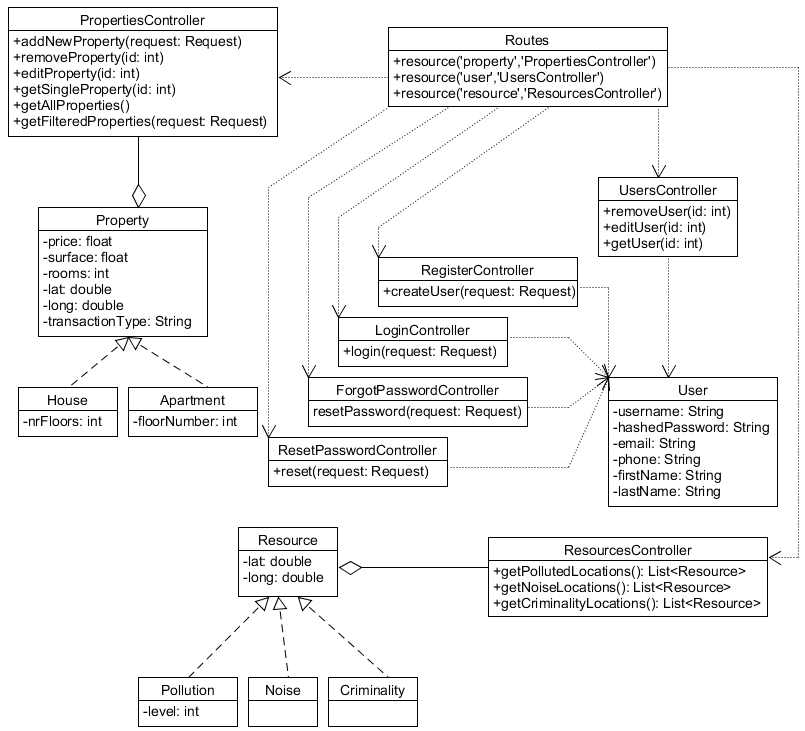 PropertiesController
+addNewProperty(request: Request)
+removeProperty(id: int)
+editProperty(id: int)
+getSingleProperty(id: int)
+getAllProperties()
+getFilteredProperties(request: Request)
Routes
+resource('property','PropertiesController')
+resource('user','UsersController')
+resource('resource','ResourcesController')
UsersController
+removeUser(id: int)
+editUser(id: int)
+getUser(id: int)
Property
-price: float
-surface: float
-rooms: int
-lat: double
-long: double
-transactionType: String
RegisterController
+createUser(request: Request)
LoginController
+login(request: Request)
ForgotPasswordController
resetPassword(request: Request)
ResetPasswordController
+reset(request: Request)
House
-nrFloors: int
Apartment
-floorNumber: int
User
-username: String
-hashedPassword: String
-email: String
-phone: String
-firstName: String
-lastName: String
Resource
-lat: double
-long: double
ResourcesController
+getPollutedLocations(): List<Resource>
+getNoiseLocations(): List<Resource>
+getCriminalityLocations(): List<Resource>
Pollution
-level: int
Noise
Criminality